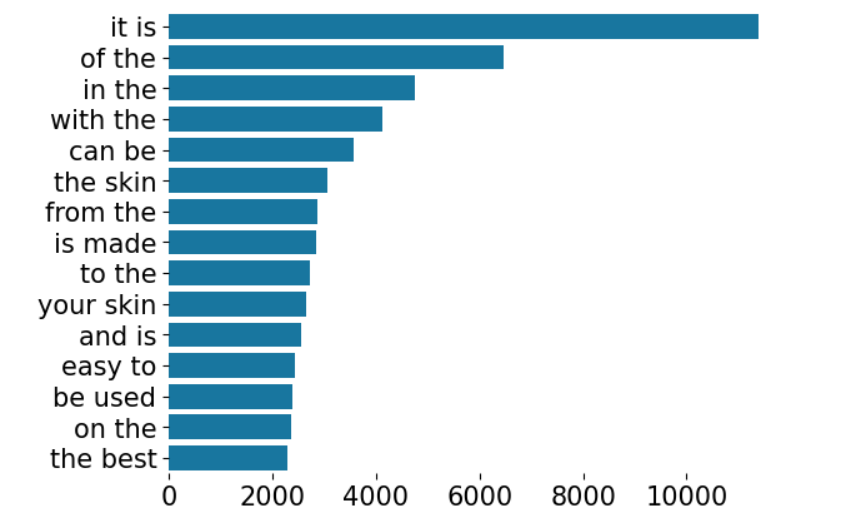 it is
of the
in the
with the
can be
the skin
from the
is made
to the
your skin
and is
easy to
be used
on the
the best
0 2000 4000 6000 8000 10000